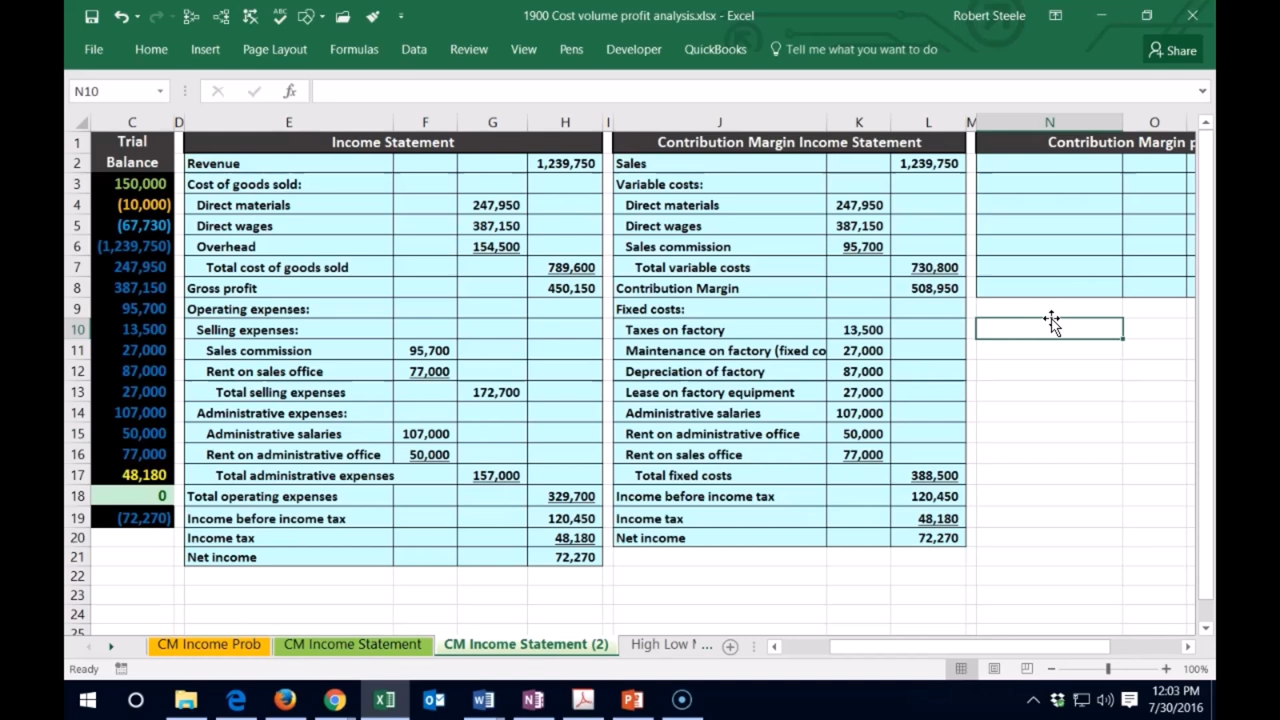 1900 Cost volume profit analysis.xlsx - Excel
Robert Steele
File Home Insert Page Layout Formulas Data Review View Pens Developer QuickBooks Tell me what you want to do Share
N10
fx
C D E F G H I J K L M N O
1 Trial Income Statement Contribution Margin Income Statement Contribution Margin p
2 Balance Revenue 1,239,750 Sales 1,239,750
3 150,000 Cost of goods sold: Variable costs:
4 (10,000) Direct materials 247,950 Direct materials 247,950
5 (67,730) Direct wages 387,150 Direct wages 387,150
6 (1,239,750) Overhead 154,500 Sales commission 95,700
7 247,950 Total cost of goods sold 789,600 Total variable costs 730,800
8 387,150 Gross profit 450,150 Contribution Margin 508,950
9 95,700 Operating expenses: Fixed costs:
10 13,500 Selling expenses: Taxes on factory 13,500
11 27,000 Sales commission 95,700 Maintenance on factory (fixed co 27,000
12 87,000 Rent on sales office 77,000 Depreciation of factory 87,000
13 27,000 Total selling expenses 172,700 Lease on factory equipment 27,000
14 107,000 Administrative expenses: Administrative salaries 107,000
15 50,000 Administrative salaries 107,000 Rent on administrative office 50,000
16 77,000 Rent on administrative office 50,000 Rent on sales office 77,000
17 48,180 Total administrative expenses 157,000 Total fixed costs 388,500
18 0 Total operating expenses 329,700 Income before income tax 120,450
19 (72,270) Income before income tax 120,450 Income tax 48,180
20 Income tax 48,180 Net income 72,270
21 Net income 72,270
22
23
24
25
CM Income Prob CM Income Statement CM Income Statement (2) High Low M ...
Ready 100%
12:03 PM
7/30/2016